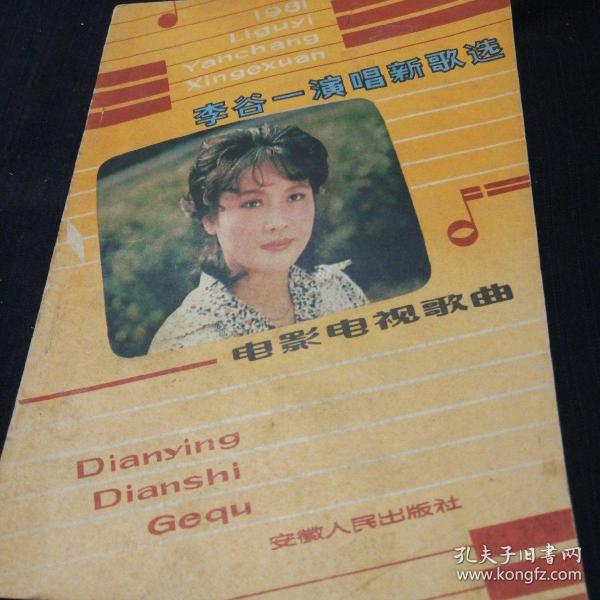 1981
Liguyi
Yanchang
Xingexuan
李谷一演唱新歌选
电影电视歌曲
Dianying
Dianshi
Gequ
安徽人民出版社
孔夫子旧书网
www.kongfz.com